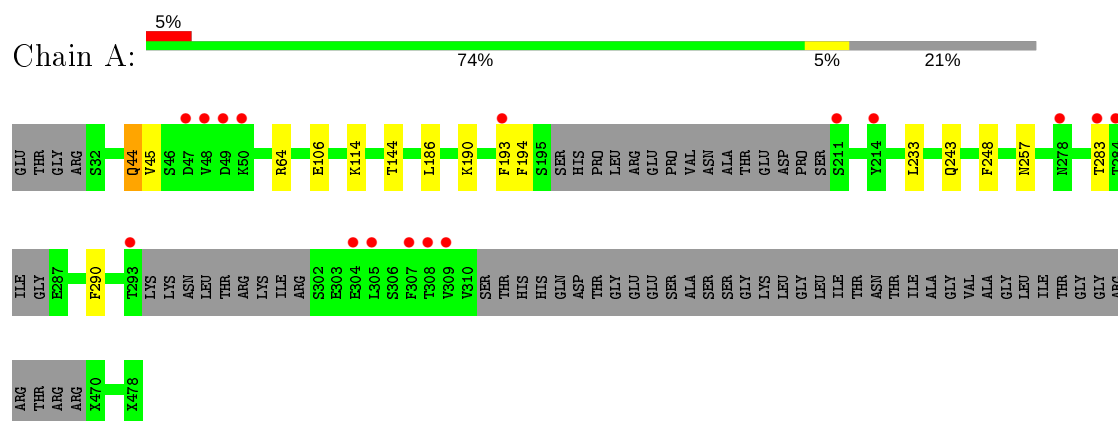 5%
Chain A:
74% 5% 21%
GLU THR GLY ARG S32 Q44 V45 S46 D47 V48 D49 K50 R64 E106 K114 T144 L186 K190 F193 F194 S195 SER HIS PRO LEU ARG GLU PRO VAL ASN ALA THR GLU ASP PRO SER S211 Y214 L233 Q243 F248 N257 N278 T283 T284
ILE GLY E287 F290 T293 LYS LYS ASN LEU THR ARG LYS ILE ARG S302 E303 E304 L305 S306 F307 T308 V309 V310 SER THR HIS HIS GLN ASP THR GLY GLU GLU SER ALA SER SER GLY LYS LEU GLY LEU ILE THR ASN THR ILE ALA GLY VAL ALA GLY LEU ILE THR GLY GLY ARG
ARG THR ARG ARG X470 X478